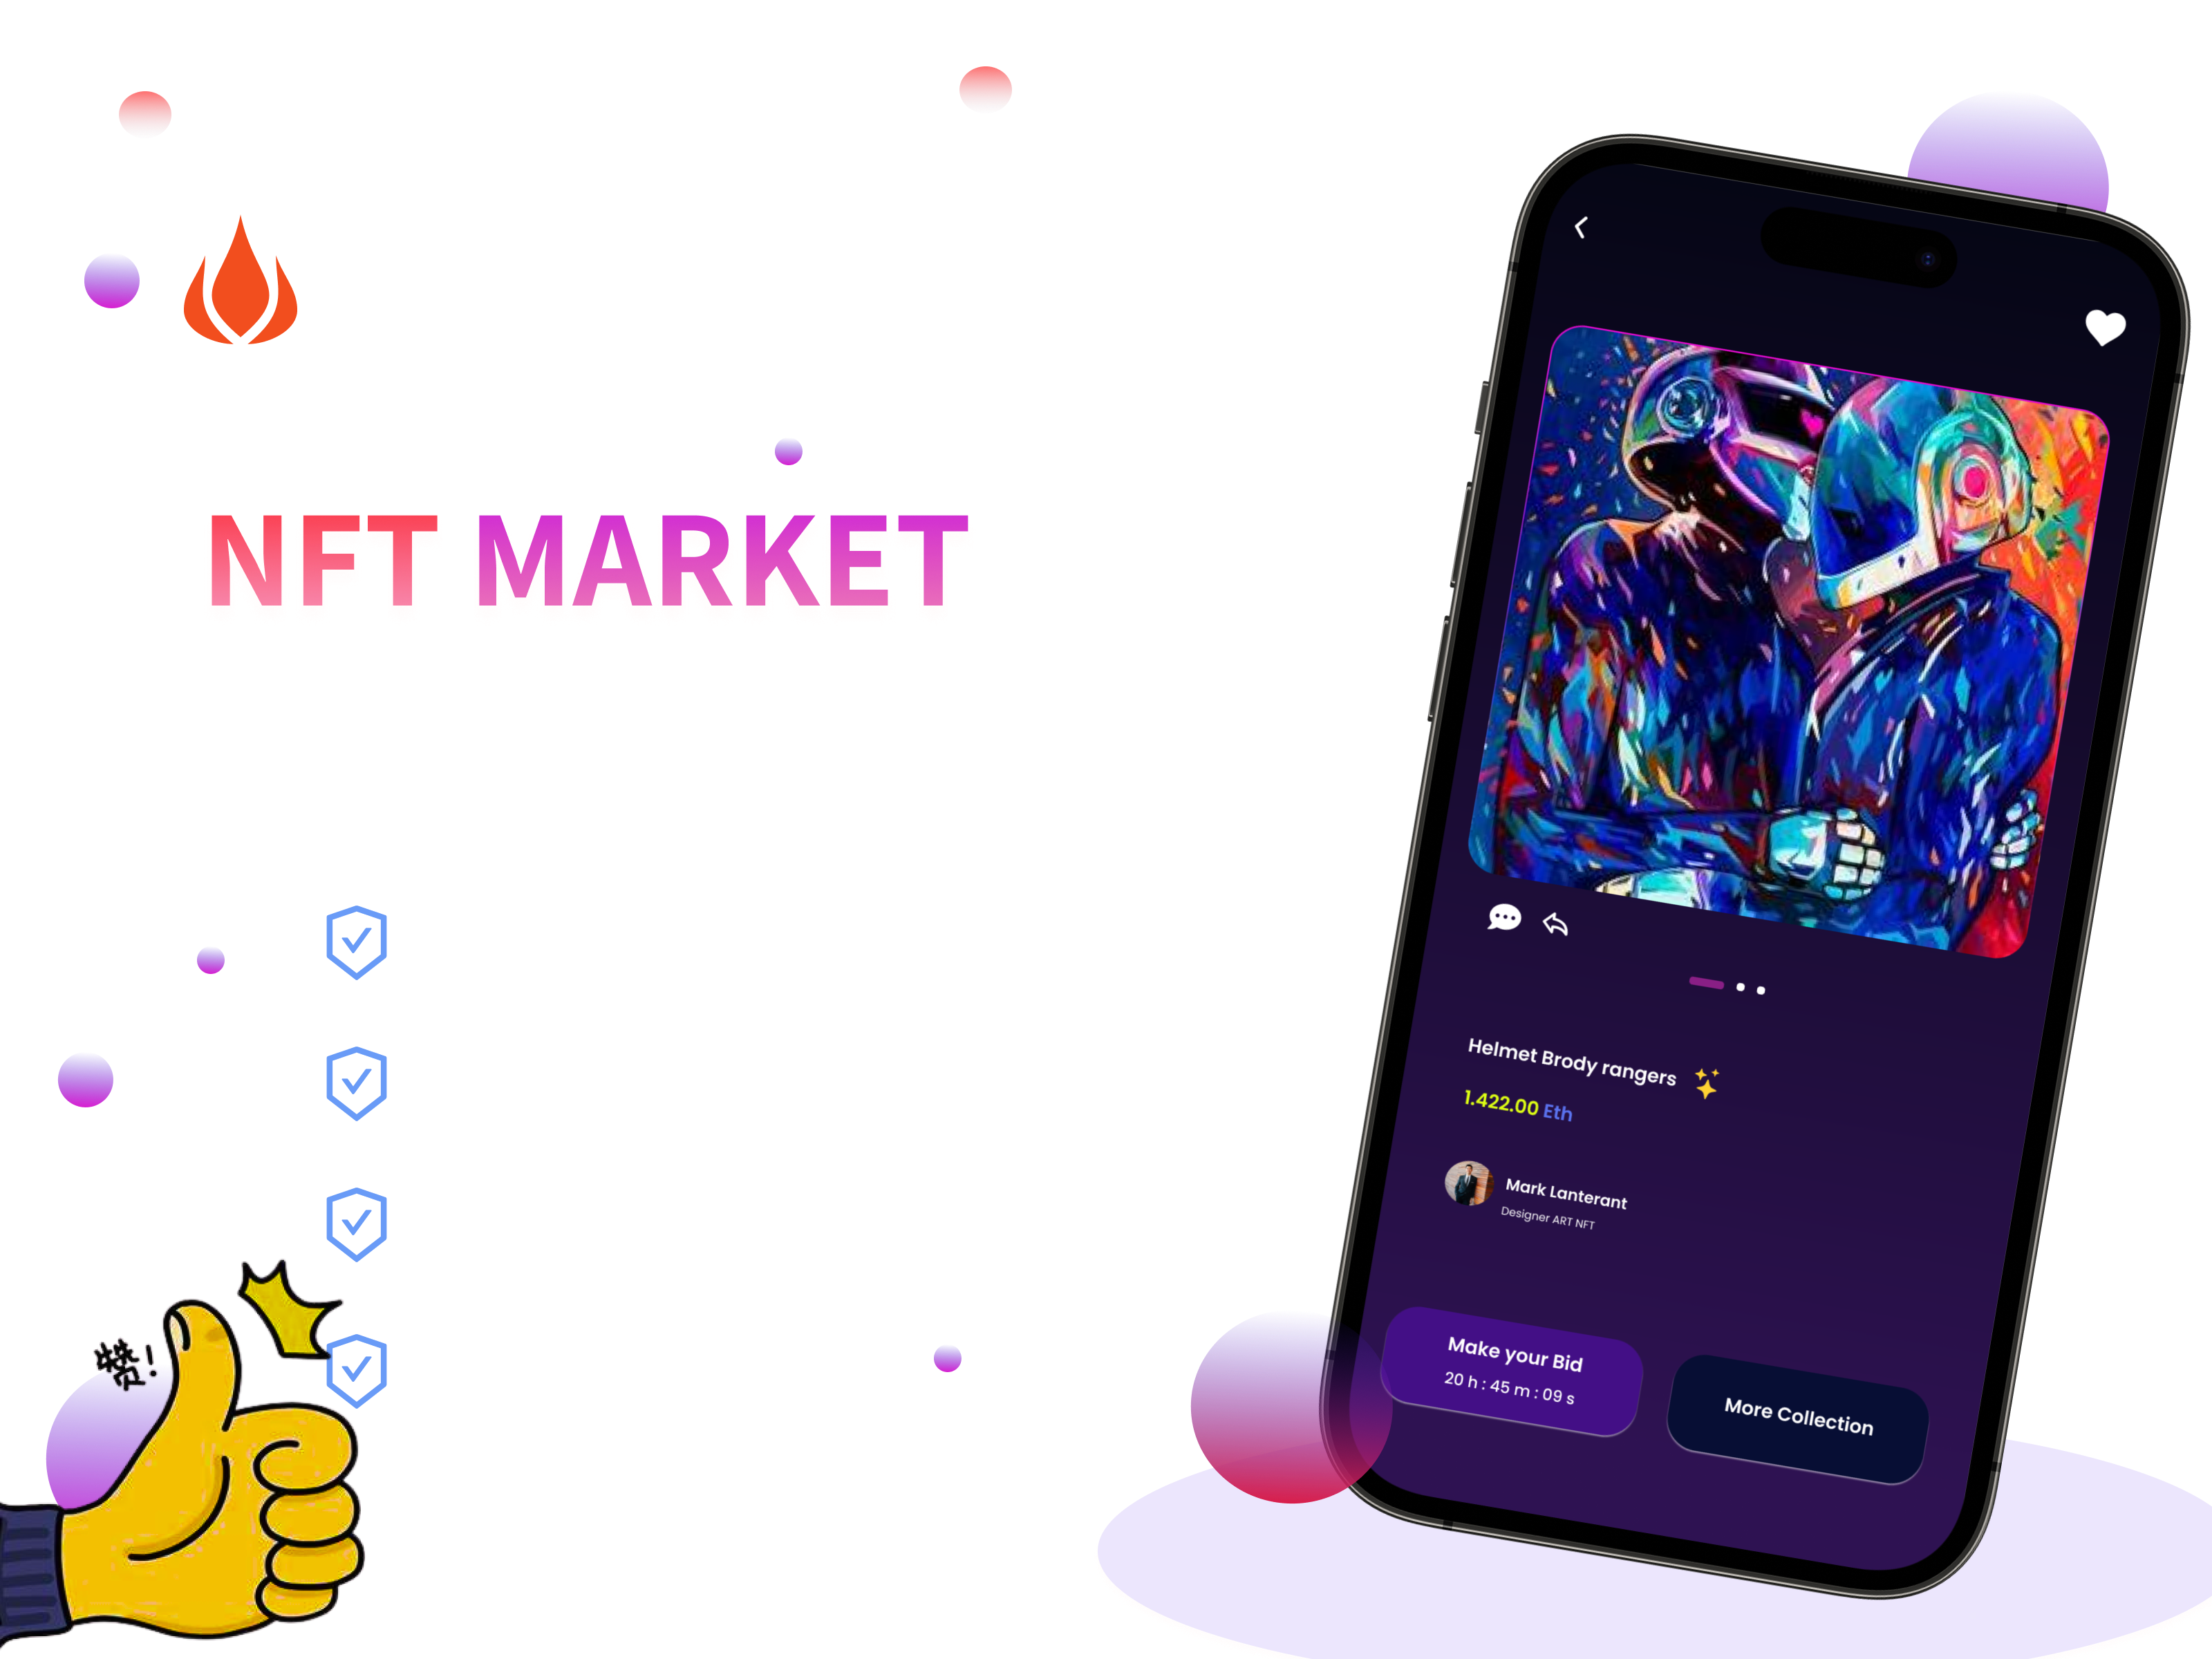 NFT MARKET
赞!
Helmet Brody rangers
1.422.00 Eth
Mark Lanterant
Designer ART NFT
Make your Bid
20 h : 45 m : 09 s
More Collection